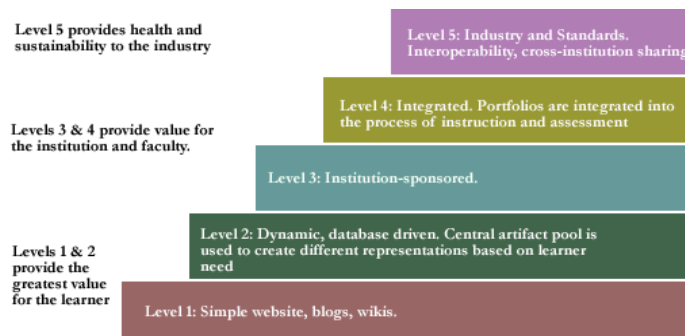 Level 5 provides health and
sustainability to the industry
Level 5: Industry and Standards.
Interoperability, cross-institution sharing
Level 4: Integrated. Portfolios are integrated into
the process of instruction and assessment
Levels 3 & 4 provide value for
the institution and faculty.
Level 3: Institution-sponsored.
Level 2: Dynamic, database driven. Central artifact pool is
used to create different representations based on learner
need
Levels 1 & 2
provide the
greatest value
for the learner
Level 1: Simple website, blogs, wikis.